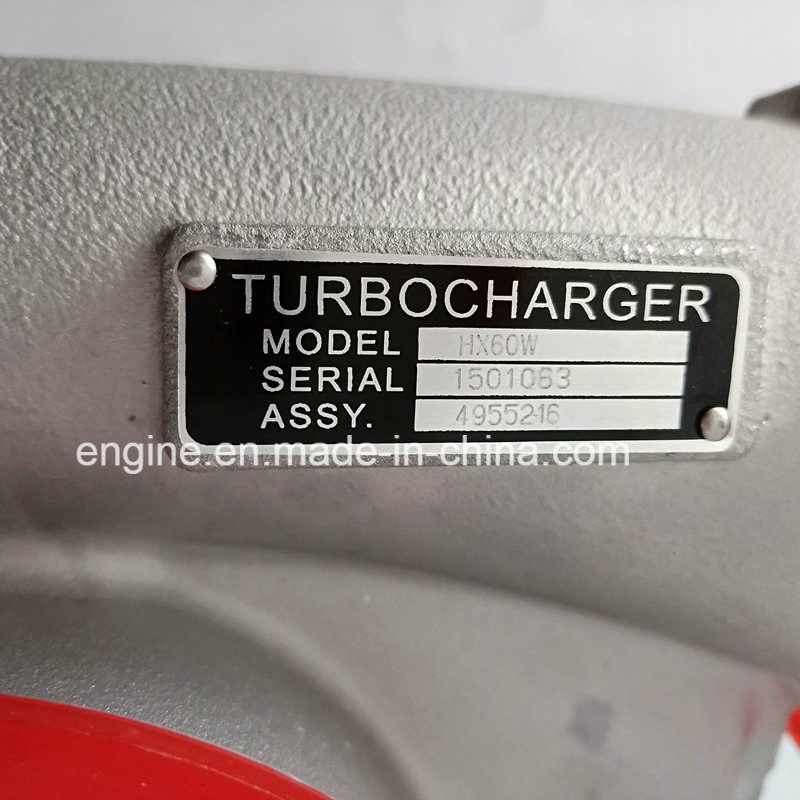 TURBOCHARGER
MODEL HX60W
SERIAL 1501063
ASSY. 4955216
engine.en.made-in-china.com